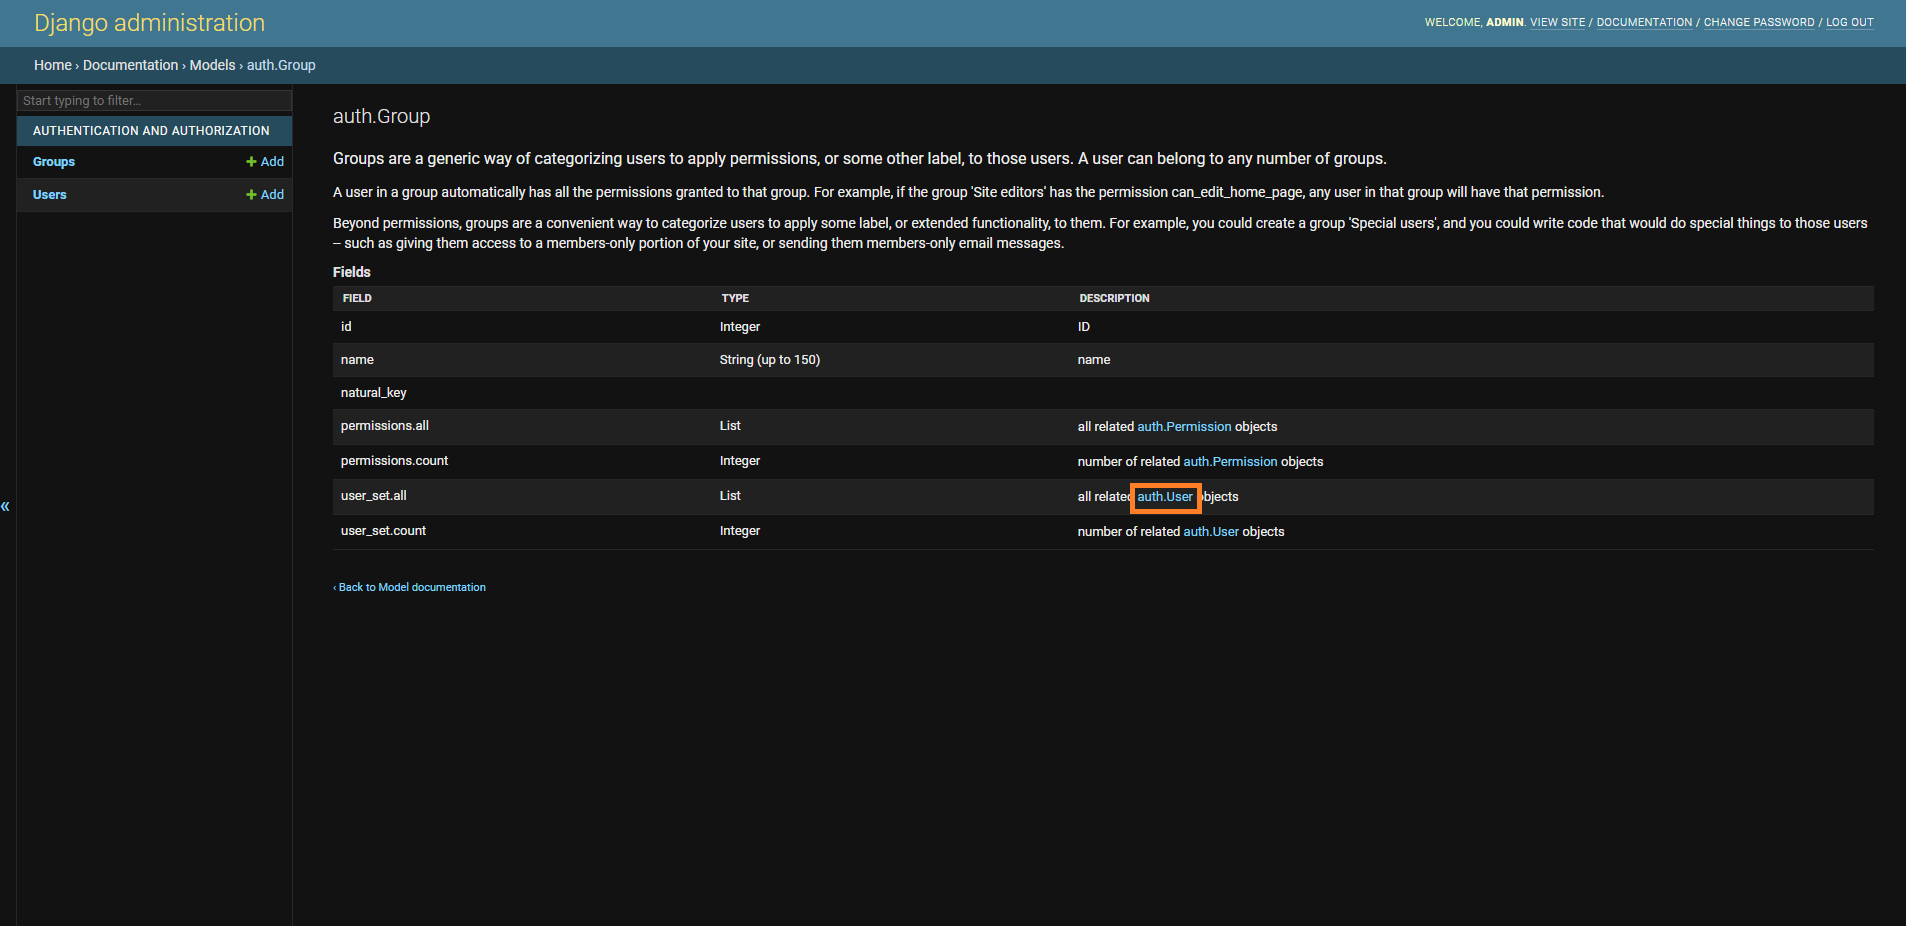 Django administration
WELCOME, ADMIN. VIEW SITE / DOCUMENTATION / CHANGE PASSWORD / LOG OUT
Home › Documentation › Models › auth.Group
Start typing to filter…
AUTHENTICATION AND AUTHORIZATION
Groups + Add
Users + Add
«
auth.Group
Groups are a generic way of categorizing users to apply permissions, or some other label, to those users. A user can belong to any number of groups.
A user in a group automatically has all the permissions granted to that group. For example, if the group 'Site editors' has the permission can_edit_home_page, any user in that group will have that permission.
Beyond permissions, groups are a convenient way to categorize users to apply some label, or extended functionality, to them. For example, you could create a group 'Special users', and you could write code that would do special things to those users
– such as giving them access to a members-only portion of your site, or sending them members-only email messages.
Fields
FIELD TYPE DESCRIPTION
id Integer ID
name String (up to 150) name
natural_key
permissions.all List all related auth.Permission objects
permissions.count Integer number of related auth.Permission objects
user_set.all List all related auth.User objects
user_set.count Integer number of related auth.User objects
‹ Back to Model documentation